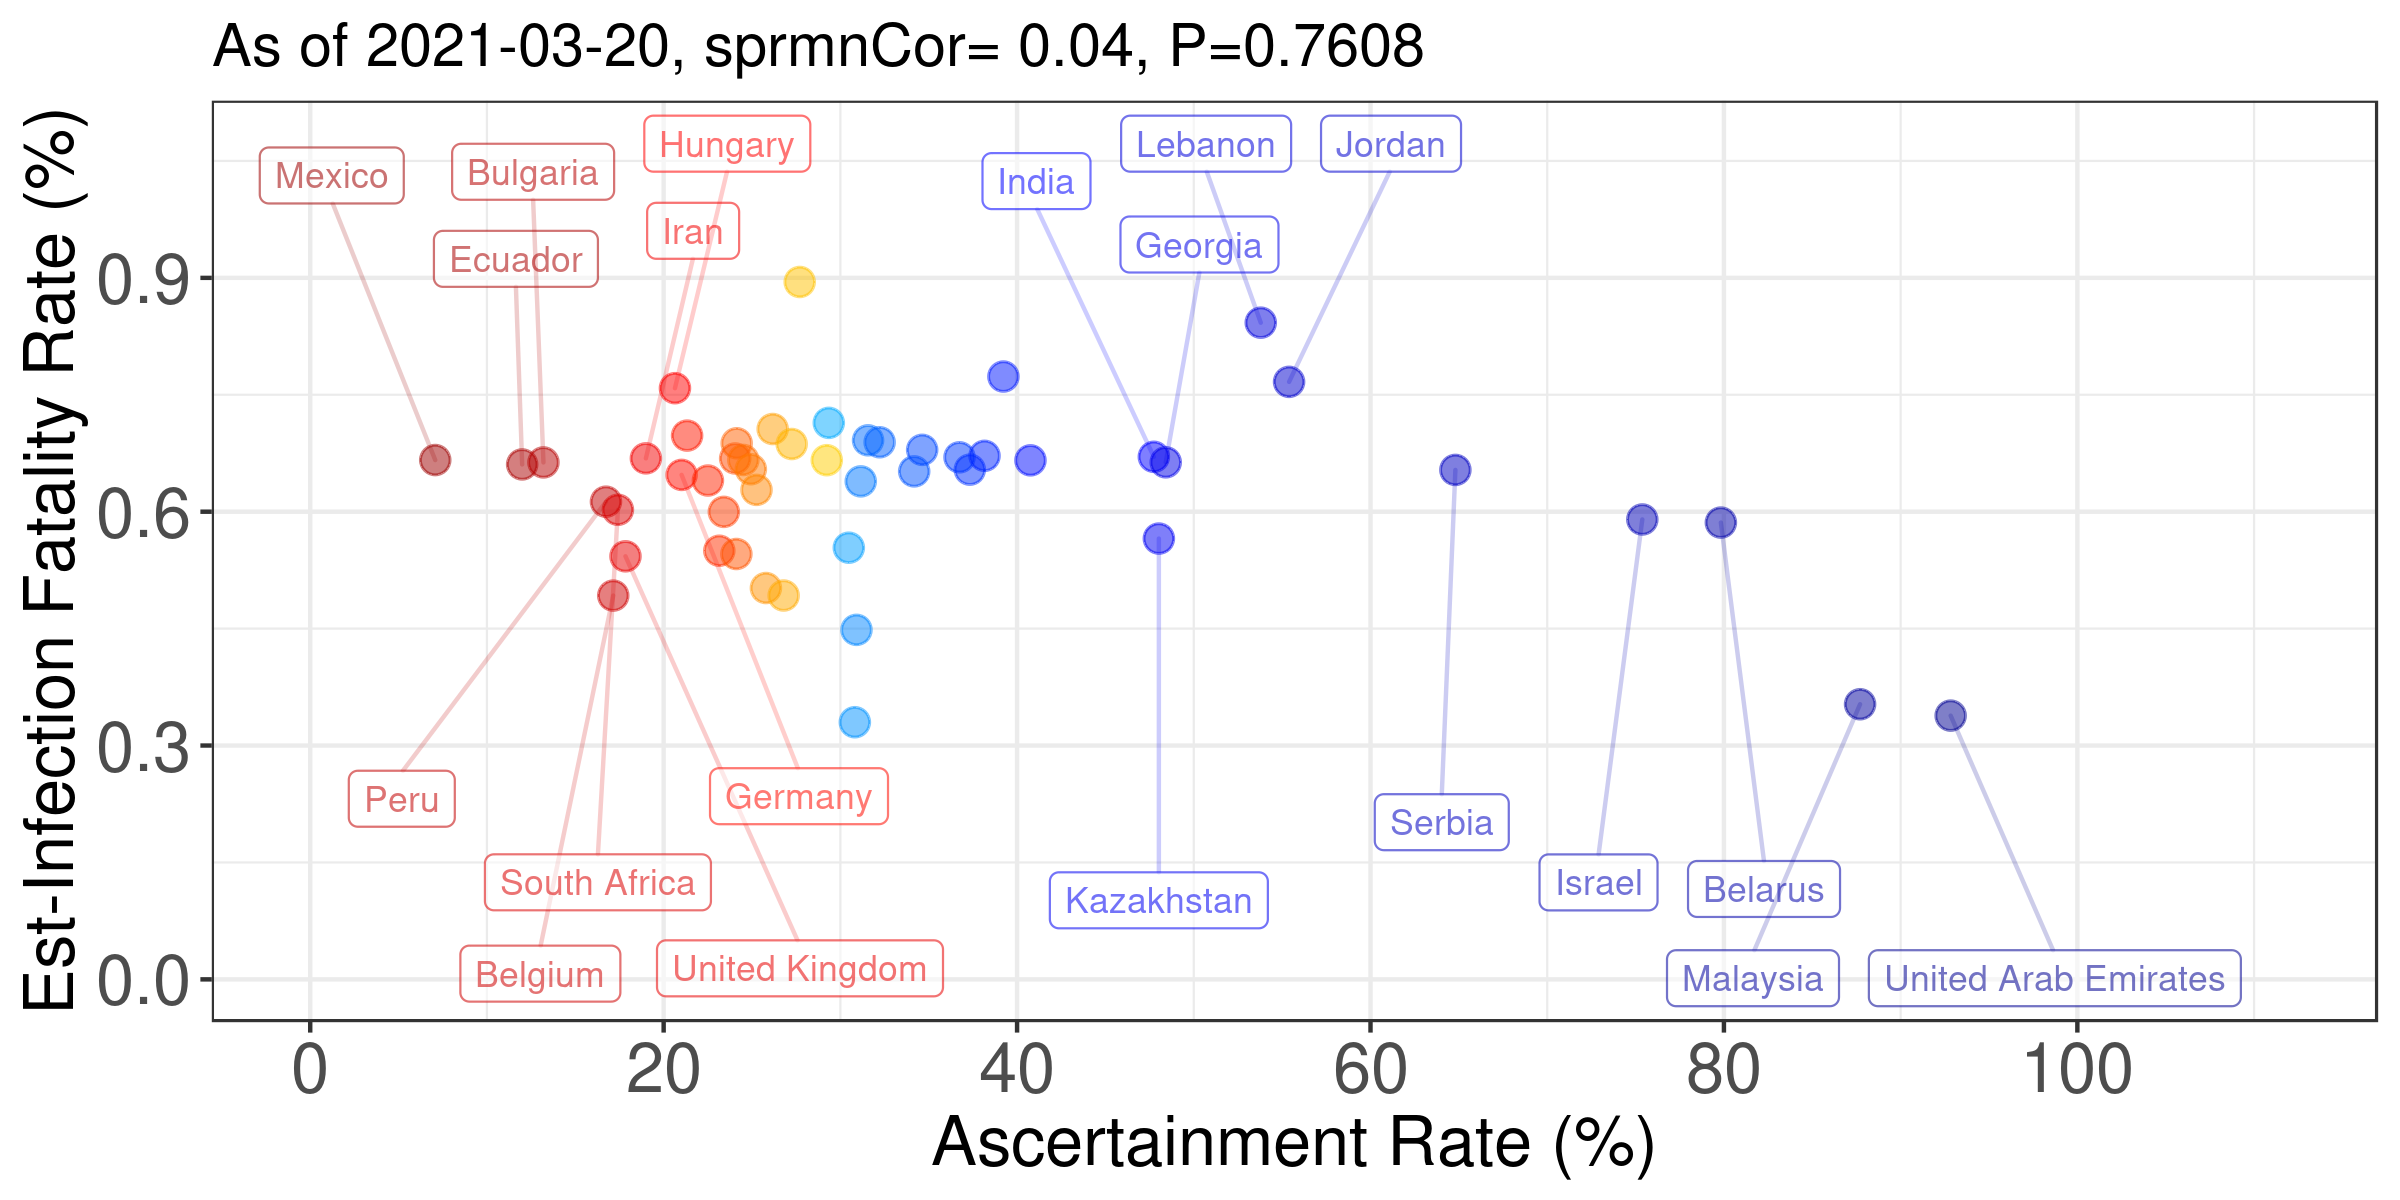 As of 2021-03-20, sprmnCor= 0.04, P=0.7608
Est-Infection Fatality Rate (%)
0.9
0.6
0.3
0.0
Mexico
Bulgaria
Hungary
Ecuador
Iran
India
Lebanon
Jordan
Georgia
Peru
Germany
South Africa
Belgium
United Kingdom
Kazakhstan
Serbia
Israel
Belarus
Malaysia
United Arab Emirates
0
20
40
60
80
100
Ascertainment Rate (%)